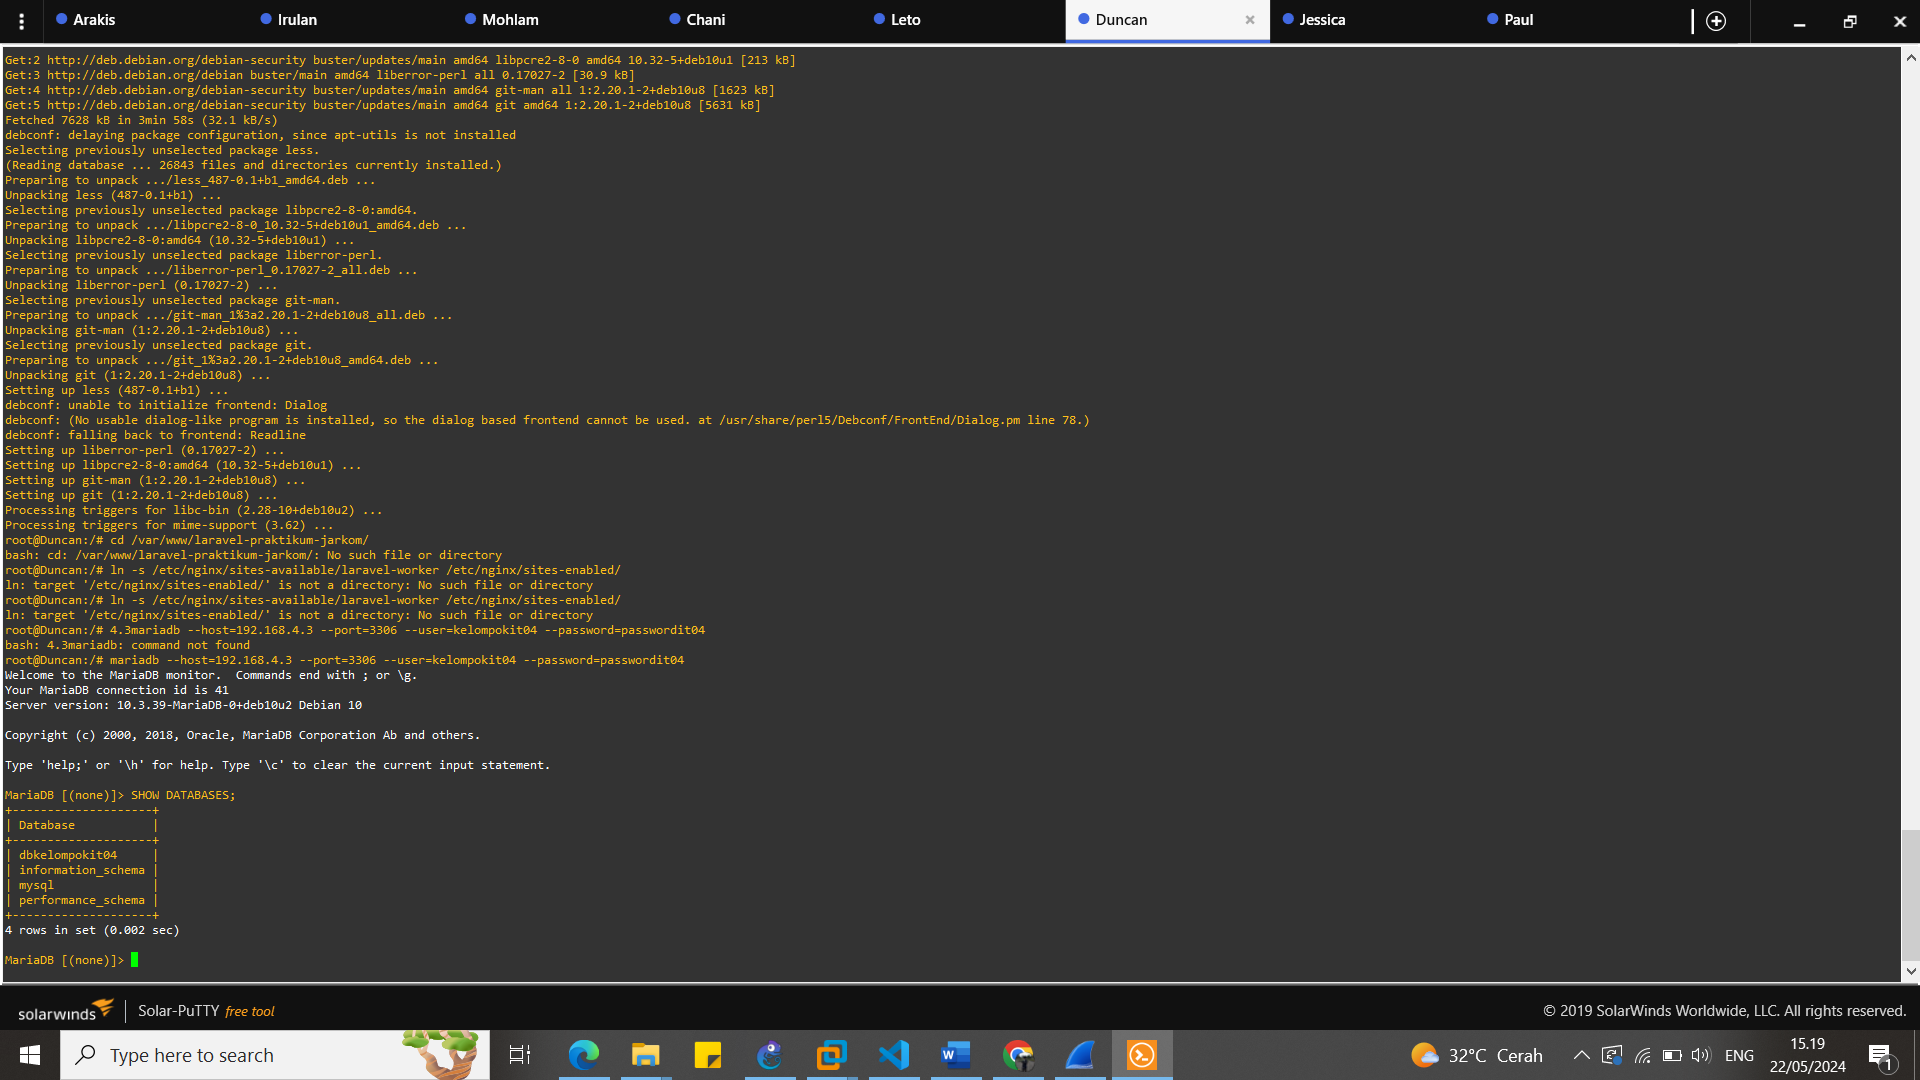 Arakis
Irulan
Mohlam
Chani
Leto
Duncan
Jessica
Paul
Get:2 http://deb.debian.org/debian-security buster/updates/main amd64 libpcre2-8-0 amd64 10.32-5+deb10u1 [213 kB]
Get:3 http://deb.debian.org/debian buster/main amd64 liberror-perl all 0.17027-2 [30.9 kB]
Get:4 http://deb.debian.org/debian-security buster/updates/main amd64 git-man all 1:2.20.1-2+deb10u8 [1623 kB]
Get:5 http://deb.debian.org/debian-security buster/updates/main amd64 git amd64 1:2.20.1-2+deb10u8 [5631 kB]
Fetched 7628 kB in 3min 58s (32.1 kB/s)
debconf: delaying package configuration, since apt-utils is not installed
Selecting previously unselected package less.
(Reading database ... 26843 files and directories currently installed.)
Preparing to unpack .../less_487-0.1+b1_amd64.deb ...
Unpacking less (487-0.1+b1) ...
Selecting previously unselected package libpcre2-8-0:amd64.
Preparing to unpack .../libpcre2-8-0_10.32-5+deb10u1_amd64.deb ...
Unpacking libpcre2-8-0:amd64 (10.32-5+deb10u1) ...
Selecting previously unselected package liberror-perl.
Preparing to unpack .../liberror-perl_0.17027-2_all.deb ...
Unpacking liberror-perl (0.17027-2) ...
Selecting previously unselected package git-man.
Preparing to unpack .../git-man_1%3a2.20.1-2+deb10u8_all.deb ...
Unpacking git-man (1:2.20.1-2+deb10u8) ...
Selecting previously unselected package git.
Preparing to unpack .../git_1%3a2.20.1-2+deb10u8_amd64.deb ...
Unpacking git (1:2.20.1-2+deb10u8) ...
Setting up less (487-0.1+b1) ...
debconf: unable to initialize frontend: Dialog
debconf: (No usable dialog-like program is installed, so the dialog based frontend cannot be used. at /usr/share/perl5/Debconf/FrontEnd/Dialog.pm line 78.)
debconf: falling back to frontend: Readline
Setting up liberror-perl (0.17027-2) ...
Setting up libpcre2-8-0:amd64 (10.32-5+deb10u1) ...
Setting up git-man (1:2.20.1-2+deb10u8) ...
Setting up git (1:2.20.1-2+deb10u8) ...
Processing triggers for libc-bin (2.28-10+deb10u2) ...
Processing triggers for mime-support (3.62) ...
root@Duncan:/# cd /var/www/laravel-praktikum-jarkom/
bash: cd: /var/www/laravel-praktikum-jarkom/: No such file or directory
root@Duncan:/# ln -s /etc/nginx/sites-available/laravel-worker /etc/nginx/sites-enabled/
ln: target '/etc/nginx/sites-enabled/' is not a directory: No such file or directory
root@Duncan:/# ln -s /etc/nginx/sites-available/laravel-worker /etc/nginx/sites-enabled/
ln: target '/etc/nginx/sites-enabled/' is not a directory: No such file or directory
root@Duncan:/# 4.3mariadb --host=192.168.4.3 --port=3306 --user=kelompokit04 --password=passwordit04
bash: 4.3mariadb: command not found
root@Duncan:/# mariadb --host=192.168.4.3 --port=3306 --user=kelompokit04 --password=passwordit04
Welcome to the MariaDB monitor.  Commands end with ; or \g.
Your MariaDB connection id is 41
Server version: 10.3.39-MariaDB-0+deb10u2 Debian 10
Copyright (c) 2000, 2018, Oracle, MariaDB Corporation Ab and others.
Type 'help;' or '\h' for help. Type '\c' to clear the current input statement.
MariaDB [(none)]> SHOW DATABASES;
+--------------------+
| Database           |
+--------------------+
| dbkelompokit04     |
| information_schema |
| mysql              |
| performance_schema |
+--------------------+
4 rows in set (0.002 sec)
MariaDB [(none)]>
solarwinds
Solar-PuTTY free tool
© 2019 SolarWinds Worldwide, LLC. All rights reserved.
Type here to search
32°C Cerah
ENG
15.19
22/05/2024
1